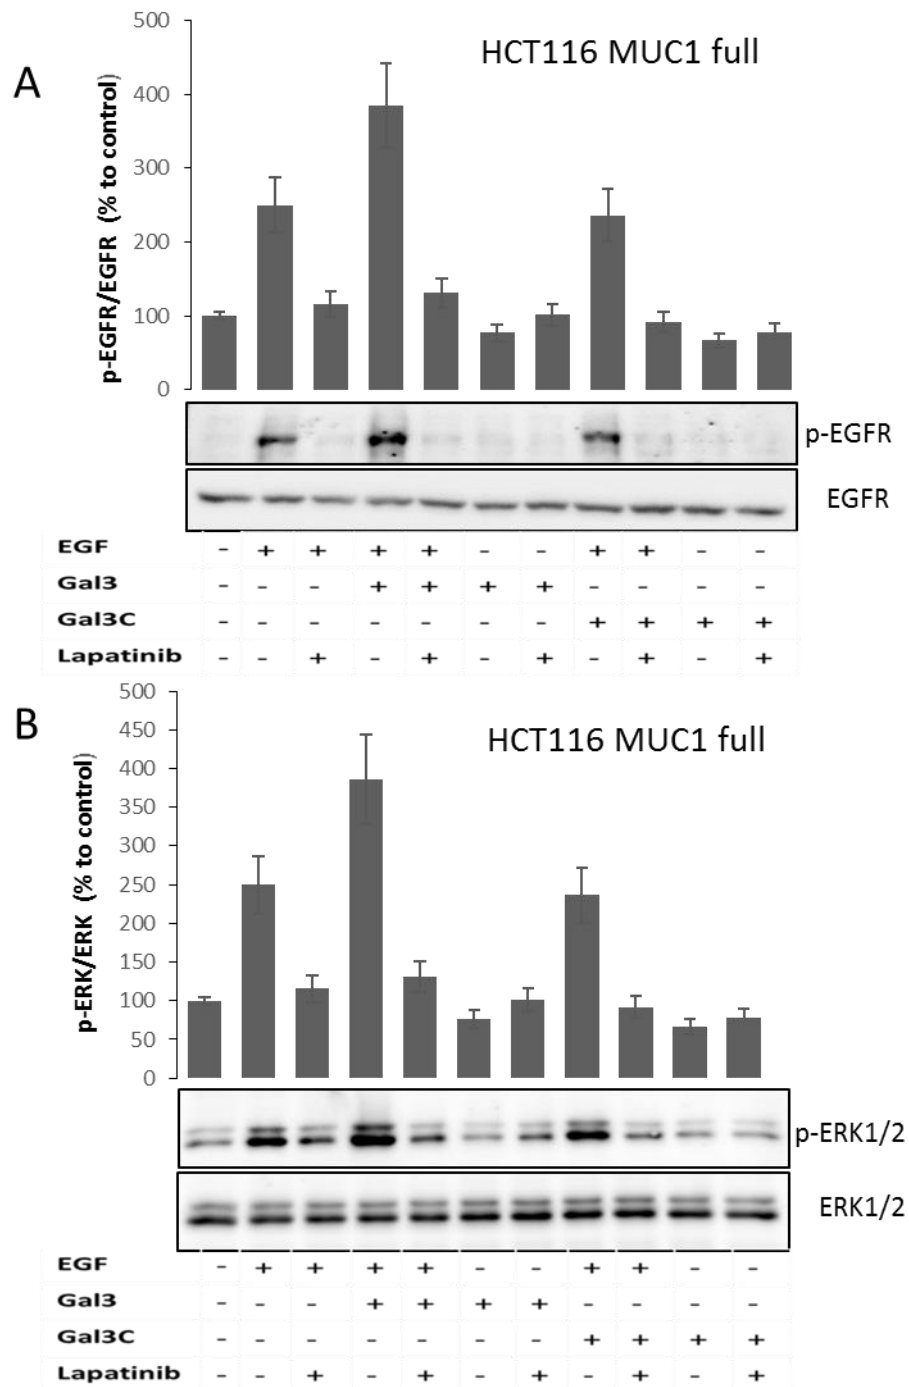 A
HCT116 MUC1 full
p-EGFR/EGFR (% to control)
500
400
300
200
100
0
p-EGFR
EGFR
EGF - + + + + - - + + - -
Gal3 - - - + + + + - - - -
Gal3C - - - - - - - + + + +
Lapatinib - - + - + - + - + - +
B
HCT116 MUC1 full
p-ERK/ERK (% to control)
500
450
400
350
300
250
200
150
100
50
0
p-ERK1/2
ERK1/2
EGF - + + + + - - + + - -
Gal3 - - - + + + + - - - -
Gal3C - - - - - - - + + + +
Lapatinib - - + - + - + - + - +